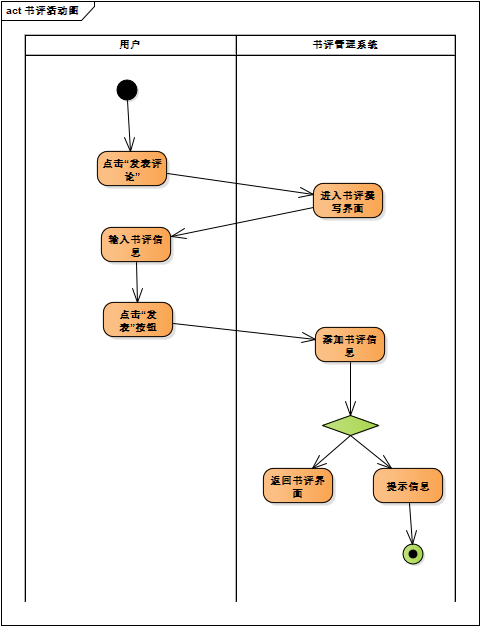 act 书评活动图
用户
书评管理系统
点击“发表评
论”
进入书评撰
写界面
输入书评信
息
点击“发
表”按钮
添加书评信
息
返回书评界
面
提示信息